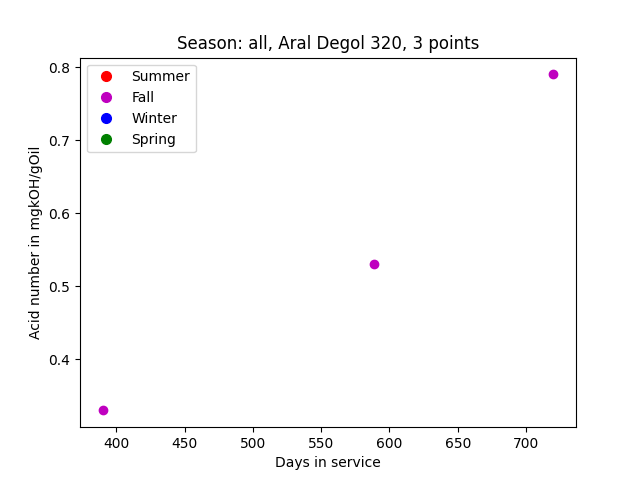 Season: all, Aral Degol 320, 3 points
Summer
Fall
Winter
Spring
Acid number in mgkOH/gOil
0.8
0.7
0.6
0.5
0.4
400 450 500 550 600 650 700
Days in service